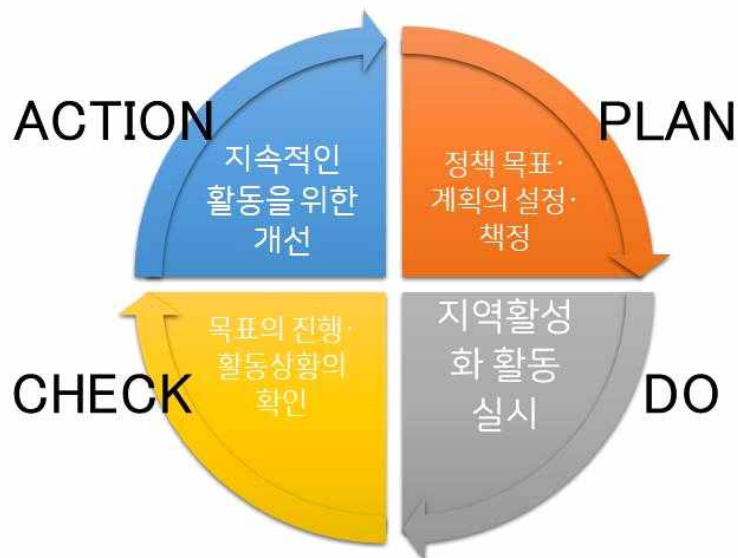 ACTION
지속적인
활동을 위한
개선
PLAN
정책 목표·
계획의 설정·
책정
CHECK
목표의 진행·
활동상황의
확인
지역활성
화 활동
실시
DO